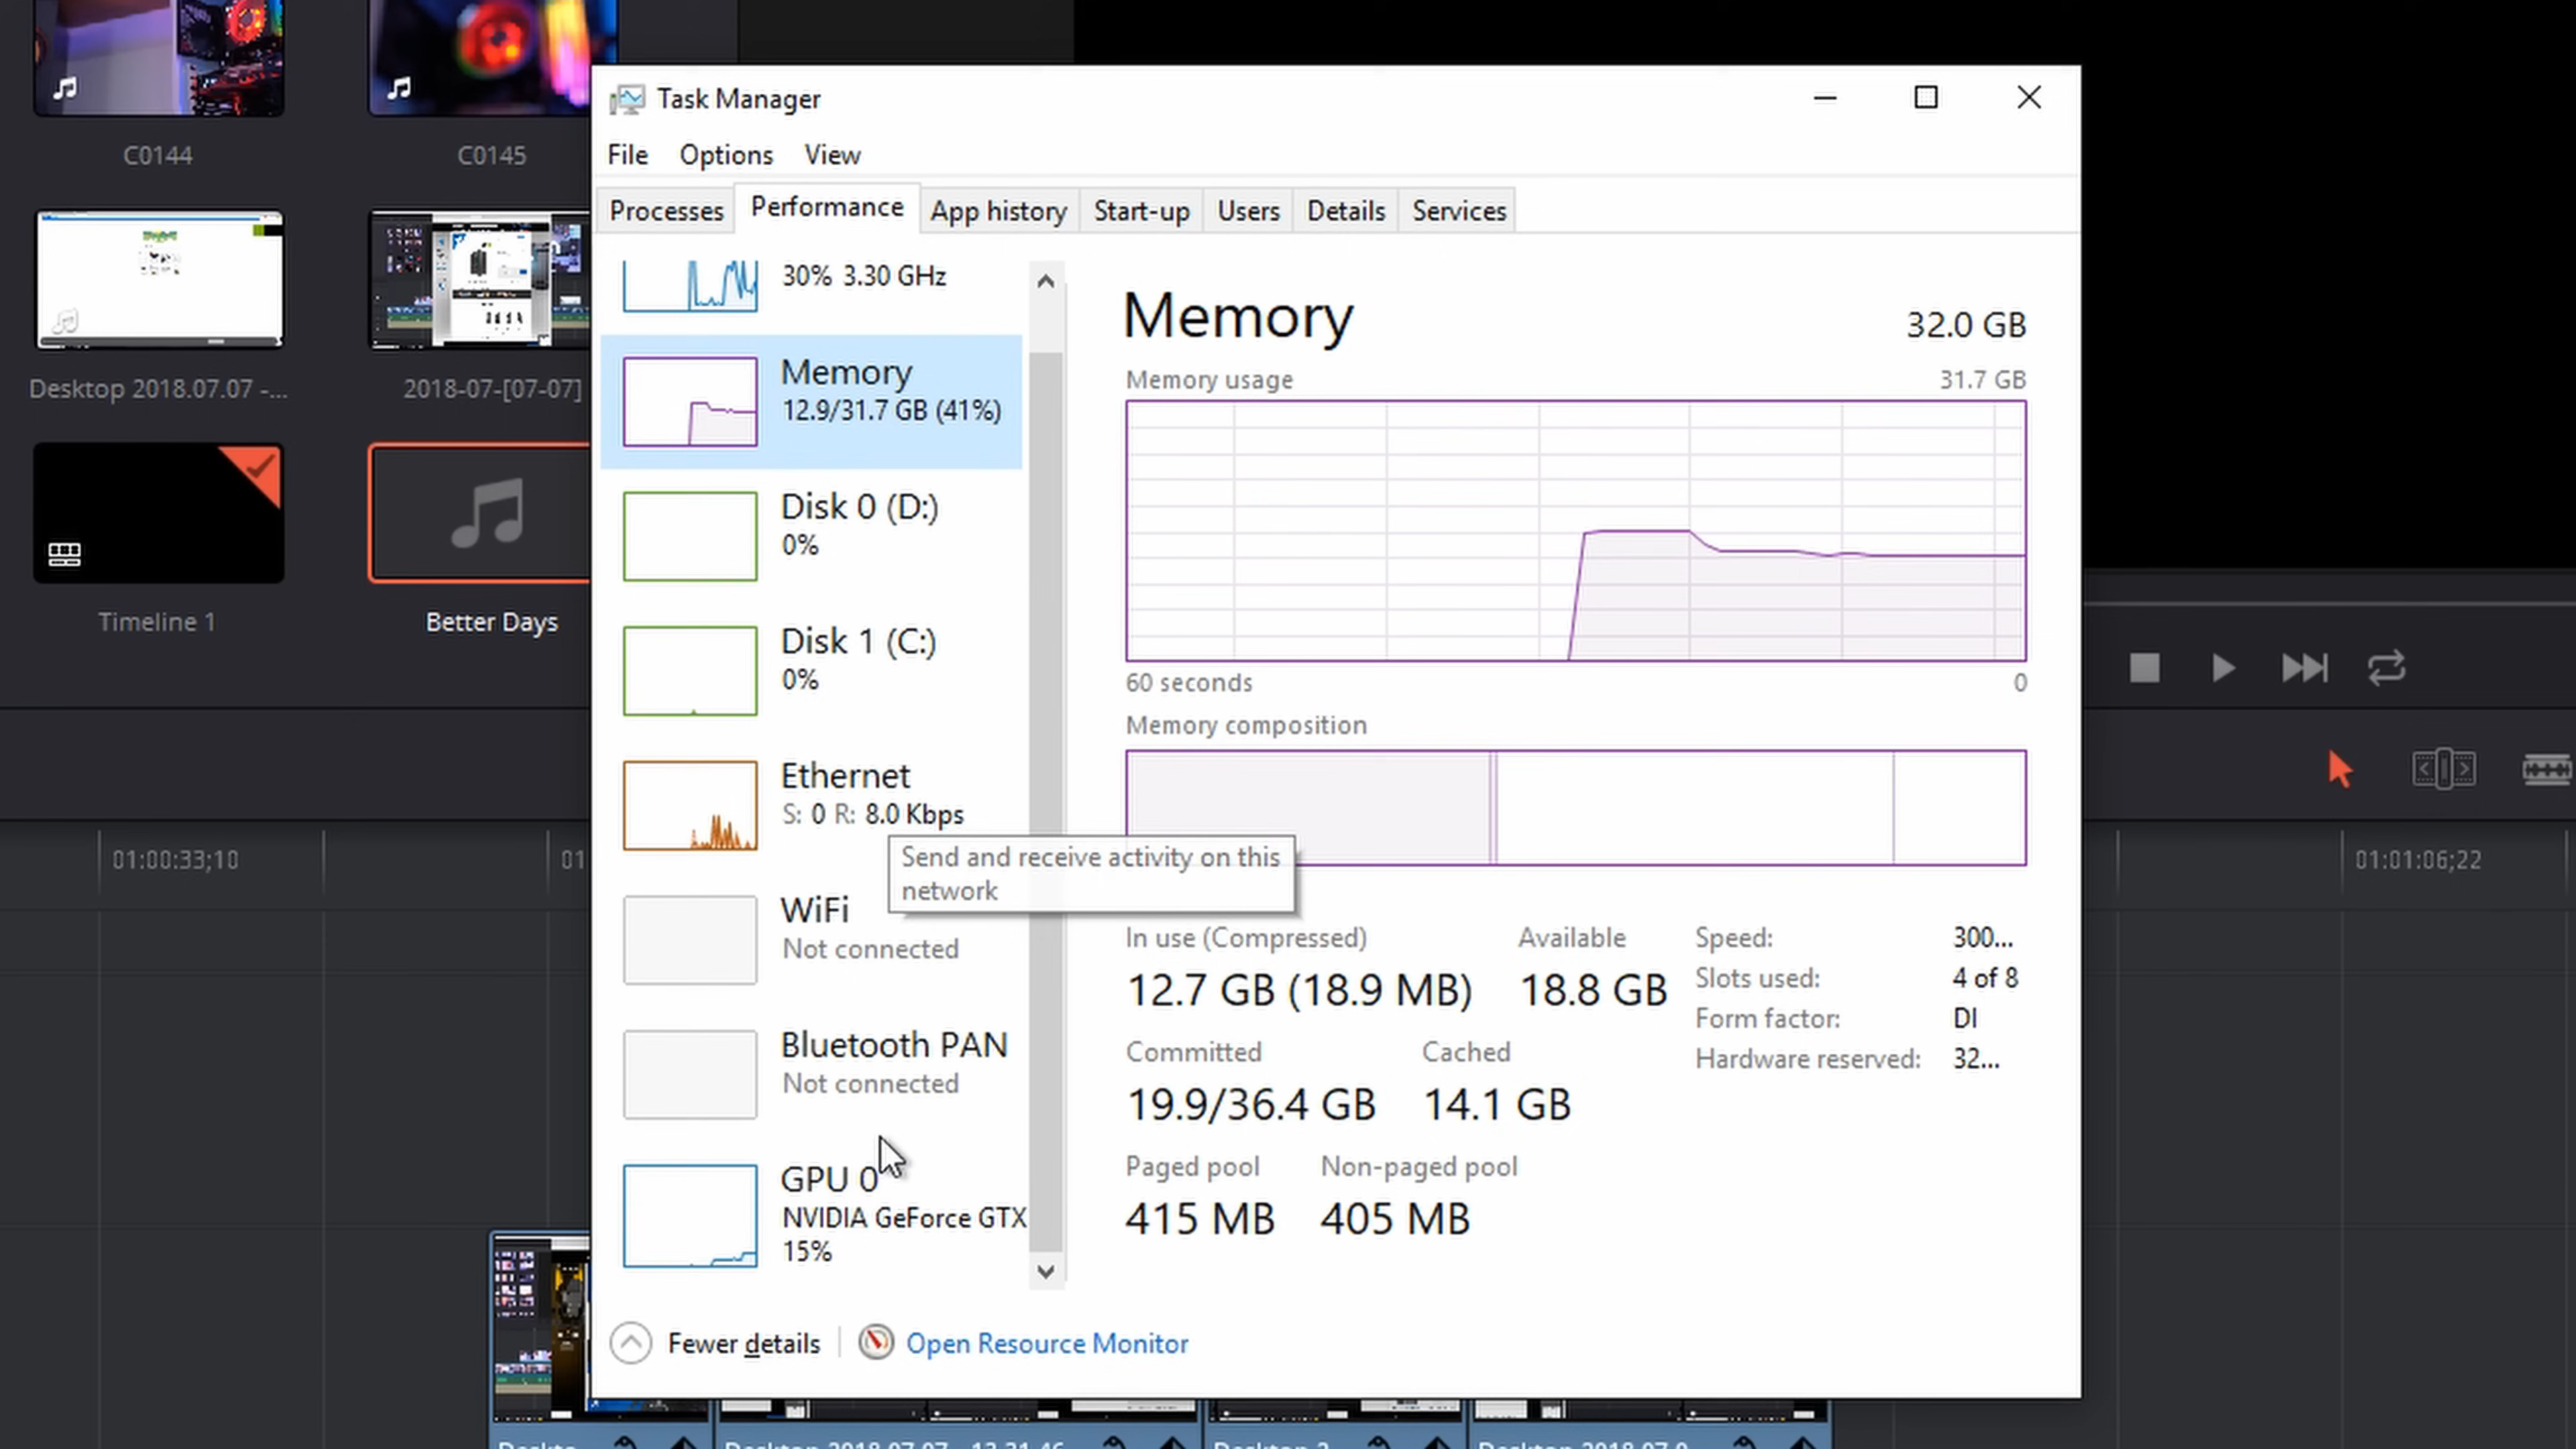 C0144
C0145
Desktop 2018.07.07 -...
2018-07-[07-07]
Timeline 1
Better Days
01:00:33;10
01
01:01:06;22
Task Manager
File Options View
Processes Performance App history Start-up Users Details Services
30% 3.30 GHz
Memory
12.9/31.7 GB (41%)
Disk 0 (D:)
0%
Disk 1 (C:)
0%
Ethernet
S: 0 R: 8.0 Kbps
Send and receive activity on this
network
WiFi
Not connected
Bluetooth PAN
Not connected
GPU 0
NVIDIA GeForce GTX
15%
Memory 32.0 GB
Memory usage 31.7 GB
60 seconds 0
Memory composition
In use (Compressed) Available
12.7 GB (18.9 MB) 18.8 GB
Committed Cached
19.9/36.4 GB 14.1 GB
Paged pool Non-paged pool
415 MB 405 MB
Speed: 300...
Slots used: 4 of 8
Form factor: DI
Hardware reserved: 32...
Fewer details Open Resource Monitor